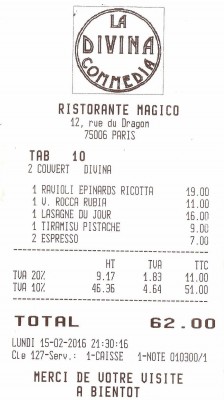 LA
DIVINA
COMMEDIA
RISTORANTE MAGICO
12, rue du Dragon
75006 PARIS
TAB 10
2 COUVERT DIVINA
1 RAVIOLI EPINARDS RICOTTA 19.00
1 V. ROCCA RUBIA 11.00
1 LASAGNE DU JOUR 16.00
1 TIRAMISU PISTACHE 9.00
2 ESPRESSO 7.00
HT TVA TTC
TVA 20% 9.17 1.83 11.00
TVA 10% 46.36 4.64 51.00
TOTAL 62.00
LUNDI 15-02-2016 21:30:16
Cle 127-Serv.: 1-CAISSE 1-NOTE 010300/1
MERCI DE VOTRE VISITE
A BIENTOT